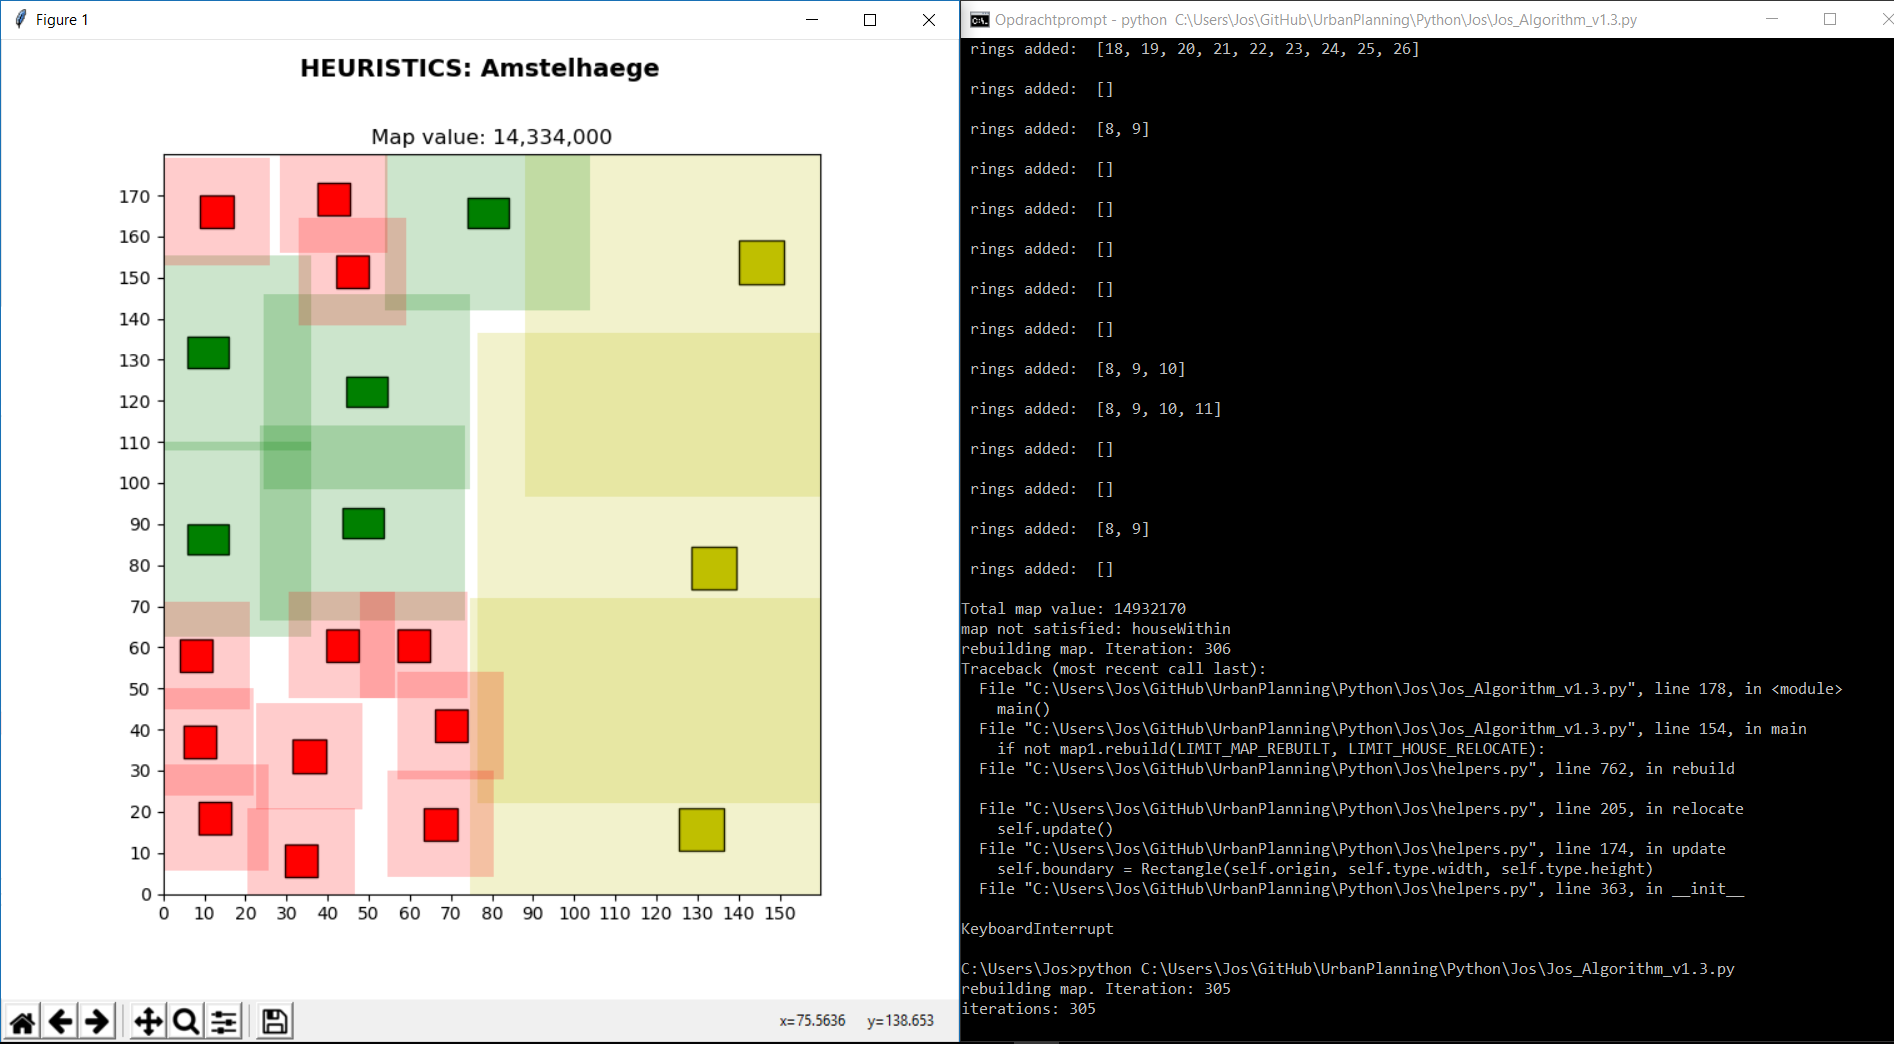 Figure 1
HEURISTICS: Amstelhaege
Map value: 14,334,000
170
160
150
140
130
120
110
100
90
80
70
60
50
40
30
20
10
0
0 10 20 30 40 50 60 70 80 90 100 110 120 130 140 150
x=75.5636 y=138.653
Opdrachtprompt - python C:\Users\Jos\GitHub\UrbanPlanning\Python\Jos\Jos_Algorithm_v1.3.py
rings added: [18, 19, 20, 21, 22, 23, 24, 25, 26]
rings added: []
rings added: [8, 9]
rings added: []
rings added: []
rings added: []
rings added: []
rings added: []
rings added: [8, 9, 10]
rings added: [8, 9, 10, 11]
rings added: []
rings added: []
rings added: [8, 9]
rings added: []
Total map value: 14932170
map not satisfied: houseWithin
rebuilding map. Iteration: 306
Traceback (most recent call last):
File "C:\Users\Jos\GitHub\UrbanPlanning\Python\Jos\Jos_Algorithm_v1.3.py", line 178, in <module>
main()
File "C:\Users\Jos\GitHub\UrbanPlanning\Python\Jos\Jos_Algorithm_v1.3.py", line 154, in main
if not map1.rebuild(LIMIT_MAP_REBUILT, LIMIT_HOUSE_RELOCATE):
File "C:\Users\Jos\GitHub\UrbanPlanning\Python\Jos\helpers.py", line 762, in rebuild
File "C:\Users\Jos\GitHub\UrbanPlanning\Python\Jos\helpers.py", line 205, in relocate
self.update()
File "C:\Users\Jos\GitHub\UrbanPlanning\Python\Jos\helpers.py", line 174, in update
self.boundary = Rectangle(self.origin, self.type.width, self.type.height)
File "C:\Users\Jos\GitHub\UrbanPlanning\Python\Jos\helpers.py", line 363, in __init__
KeyboardInterrupt
C:\Users\Jos>python C:\Users\Jos\GitHub\UrbanPlanning\Python\Jos\Jos_Algorithm_v1.3.py
rebuilding map. Iteration: 305
iterations: 305